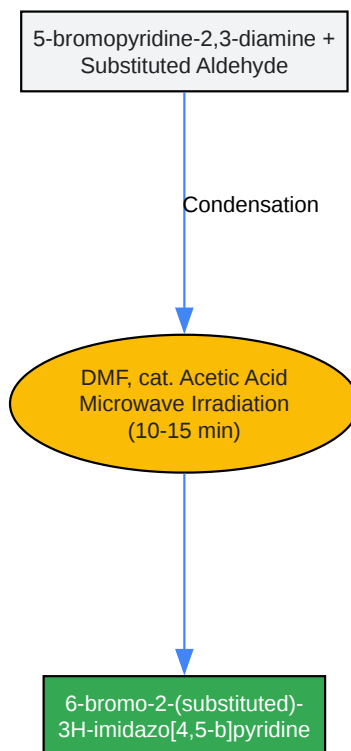 5-bromopyridine-2,3-diamine +
Substituted Aldehyde
Condensation
DMF, cat. Acetic Acid
Microwave Irradiation
(10-15 min)
6-bromo-2-(substituted)-
3H-imidazo[4,5-b]pyridine